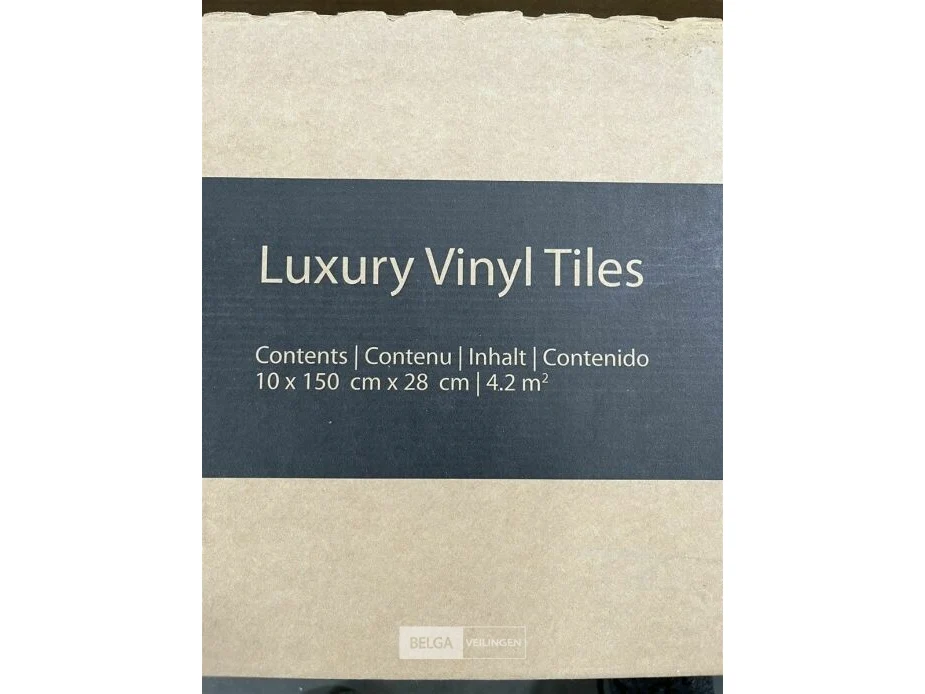 Luxury Vinyl Tiles
Contents | Contenu | Inhalt | Contenido
10 x 150 cm x 28 cm | 4.2 m²
BELGA VEILINGEN